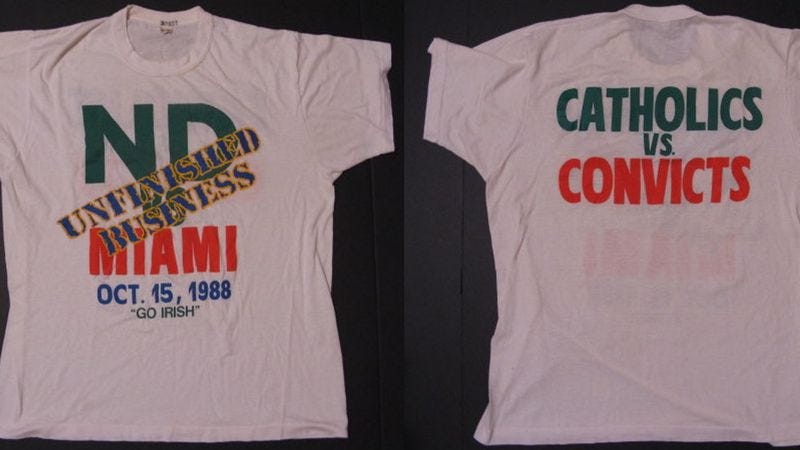 ND
UNFINISHED
BUSINESS
MIAMI
OCT. 15, 1988
"GO IRISH"
CATHOLICS
VS.
CONVICTS